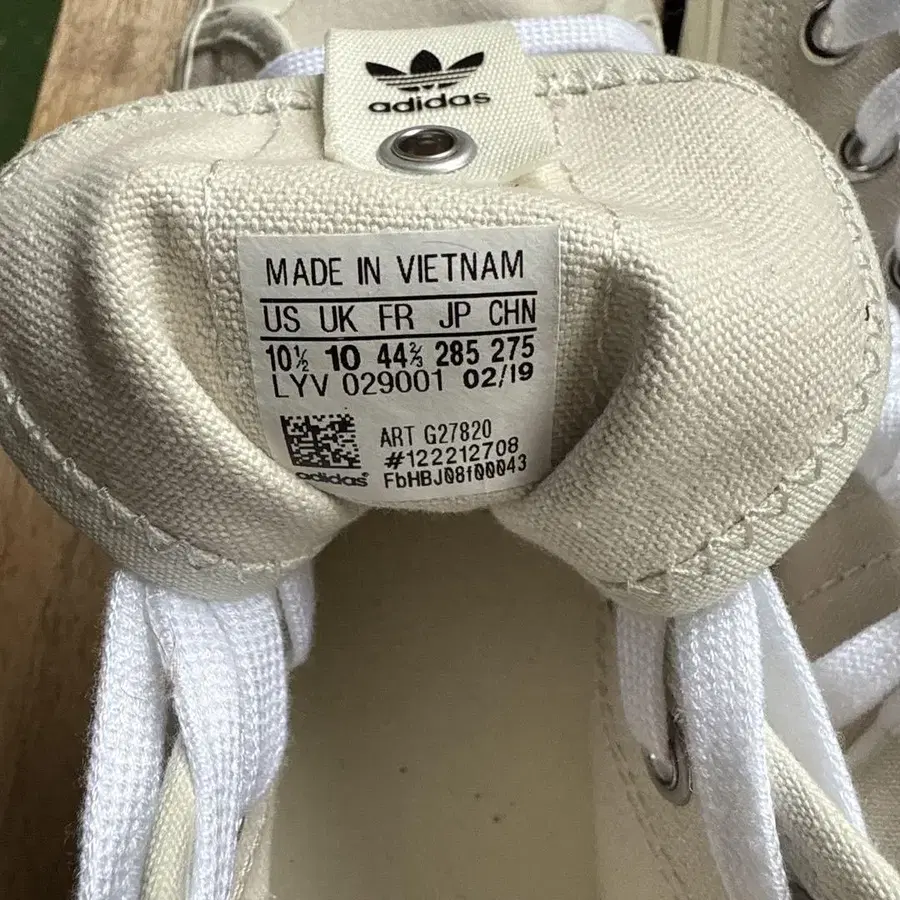 adidas
MADE IN VIETNAM
US UK FR JP CHN
10½ 10 44⅔ 285 275
LYV 029001 02/19
ART G27820
#122212708
adidas® FbHBJ08f00043